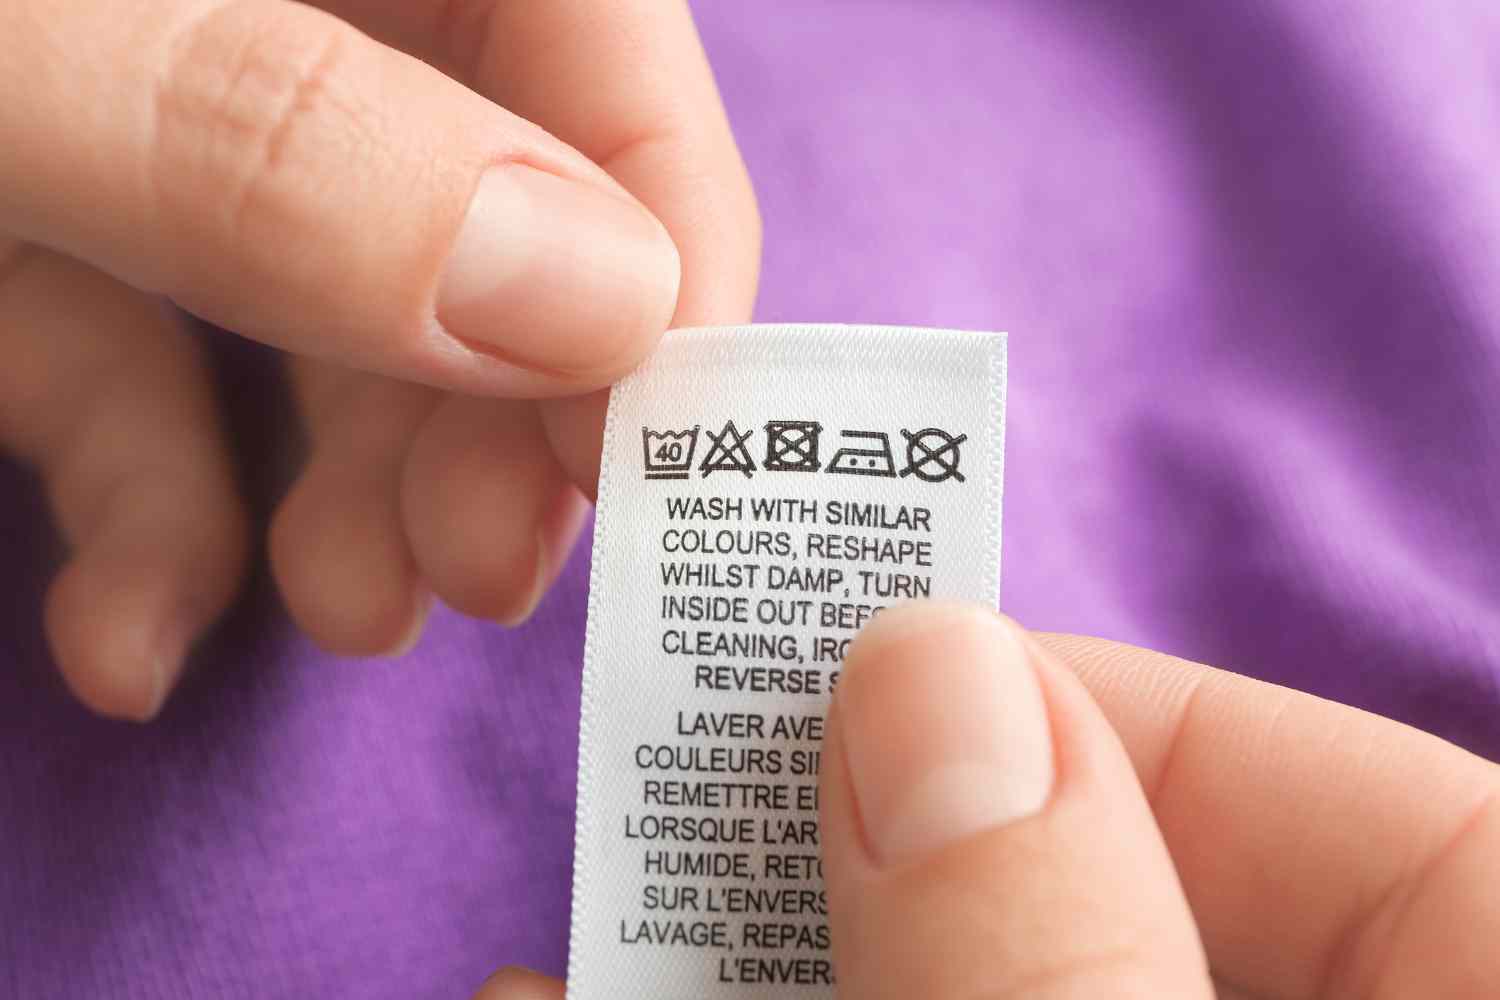 40
WASH WITH SIMILAR
COLOURS, RESHAPE
WHILST DAMP, TURN
INSIDE OUT
CLEANING,
REVERSE
LAVER
COULEURS
REMETTRE
LORSQUE
HUMIDE,
SUR L'ENVERS
LAVAGE,